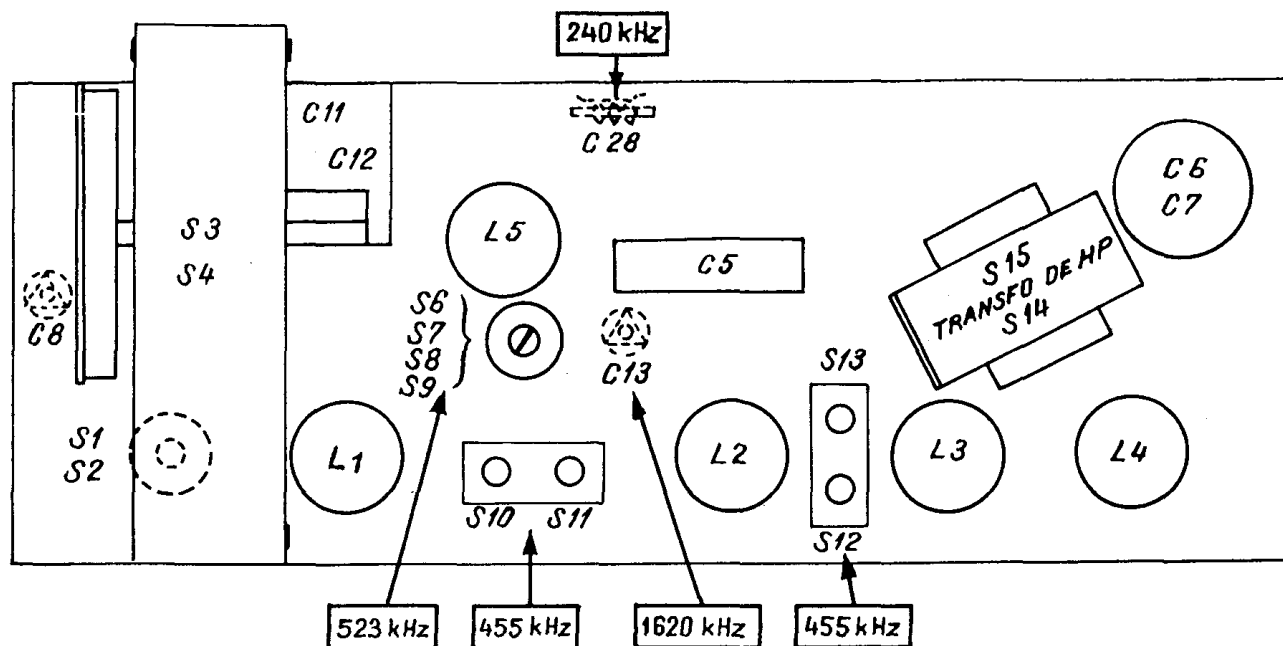 240 kHz
C11
C12
C 28
C 6
C7
S3
S4
L5
C5
S15
TRANSFO DE HP
S14
C8
S6
S7
S8
S9
C13
S13
S1
S2
L1
L2
L3
L4
S10
S11
S12
523 kHz
455 kHz
1620 kHz
455 kHz